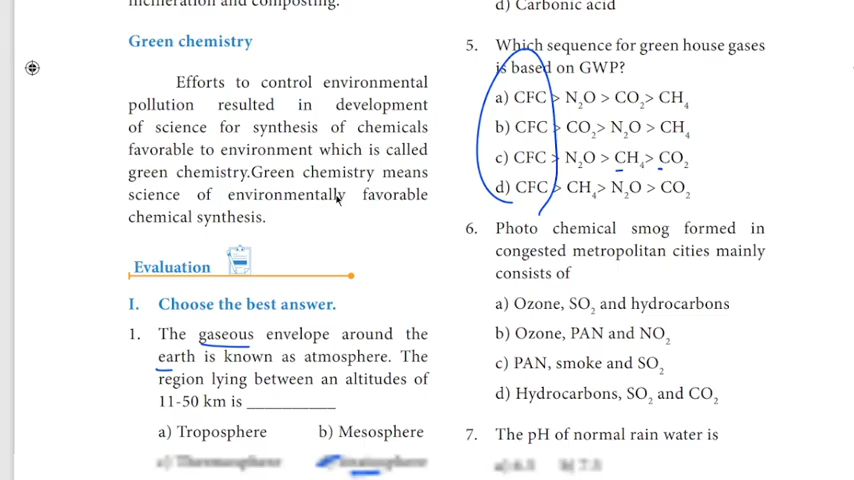 incineration and composting.
Green chemistry
Efforts to control environmental
pollution resulted in development
of science for synthesis of chemicals
favorable to environment which is called
green chemistry.Green chemistry means
science of environmentally favorable
chemical synthesis.
Evaluation
I. Choose the best answer.
1. The gaseous envelope around the
earth is known as atmosphere. The
region lying between an altitudes of
11-50 km is __________
a) Troposphere b) Mesosphere
d) Carbonic acid
5. Which sequence for green house gases
is based on GWP?
a) CFC > N₂O > CO₂> CH₄
b) CFC > CO₂> N₂O > CH₄
c) CFC > N₂O > CH₄> CO₂
d) CFC > CH₄> N₂O > CO₂
6. Photo chemical smog formed in
congested metropolitan cities mainly
consists of
a) Ozone, SO₂ and hydrocarbons
b) Ozone, PAN and NO₂
c) PAN, smoke and SO₂
d) Hydrocarbons, SO₂ and CO₂
7. The pH of normal rain water is